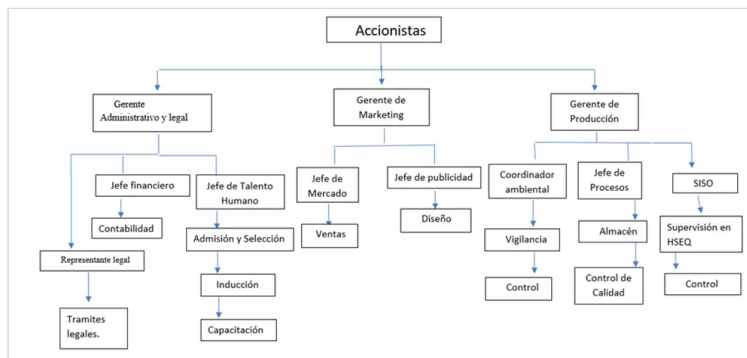 Accionistas
Gerente
Administrativo y legal
Gerente de
Marketing
Gerente de
Producción
Jefe financiero
Jefe de Talento
Humano
Jefe de
Mercado
Jefe de publicidad
Coordinador
ambiental
Jefe de
Procesos
SISO
Contabilidad
Admisión y Selección
Ventas
Diseño
Vigilancia
Almacén
Supervisión en
HSEQ
Representante legal
Inducción
Control
Control de
Calidad
Control
Tramites
legales.
Capacitación